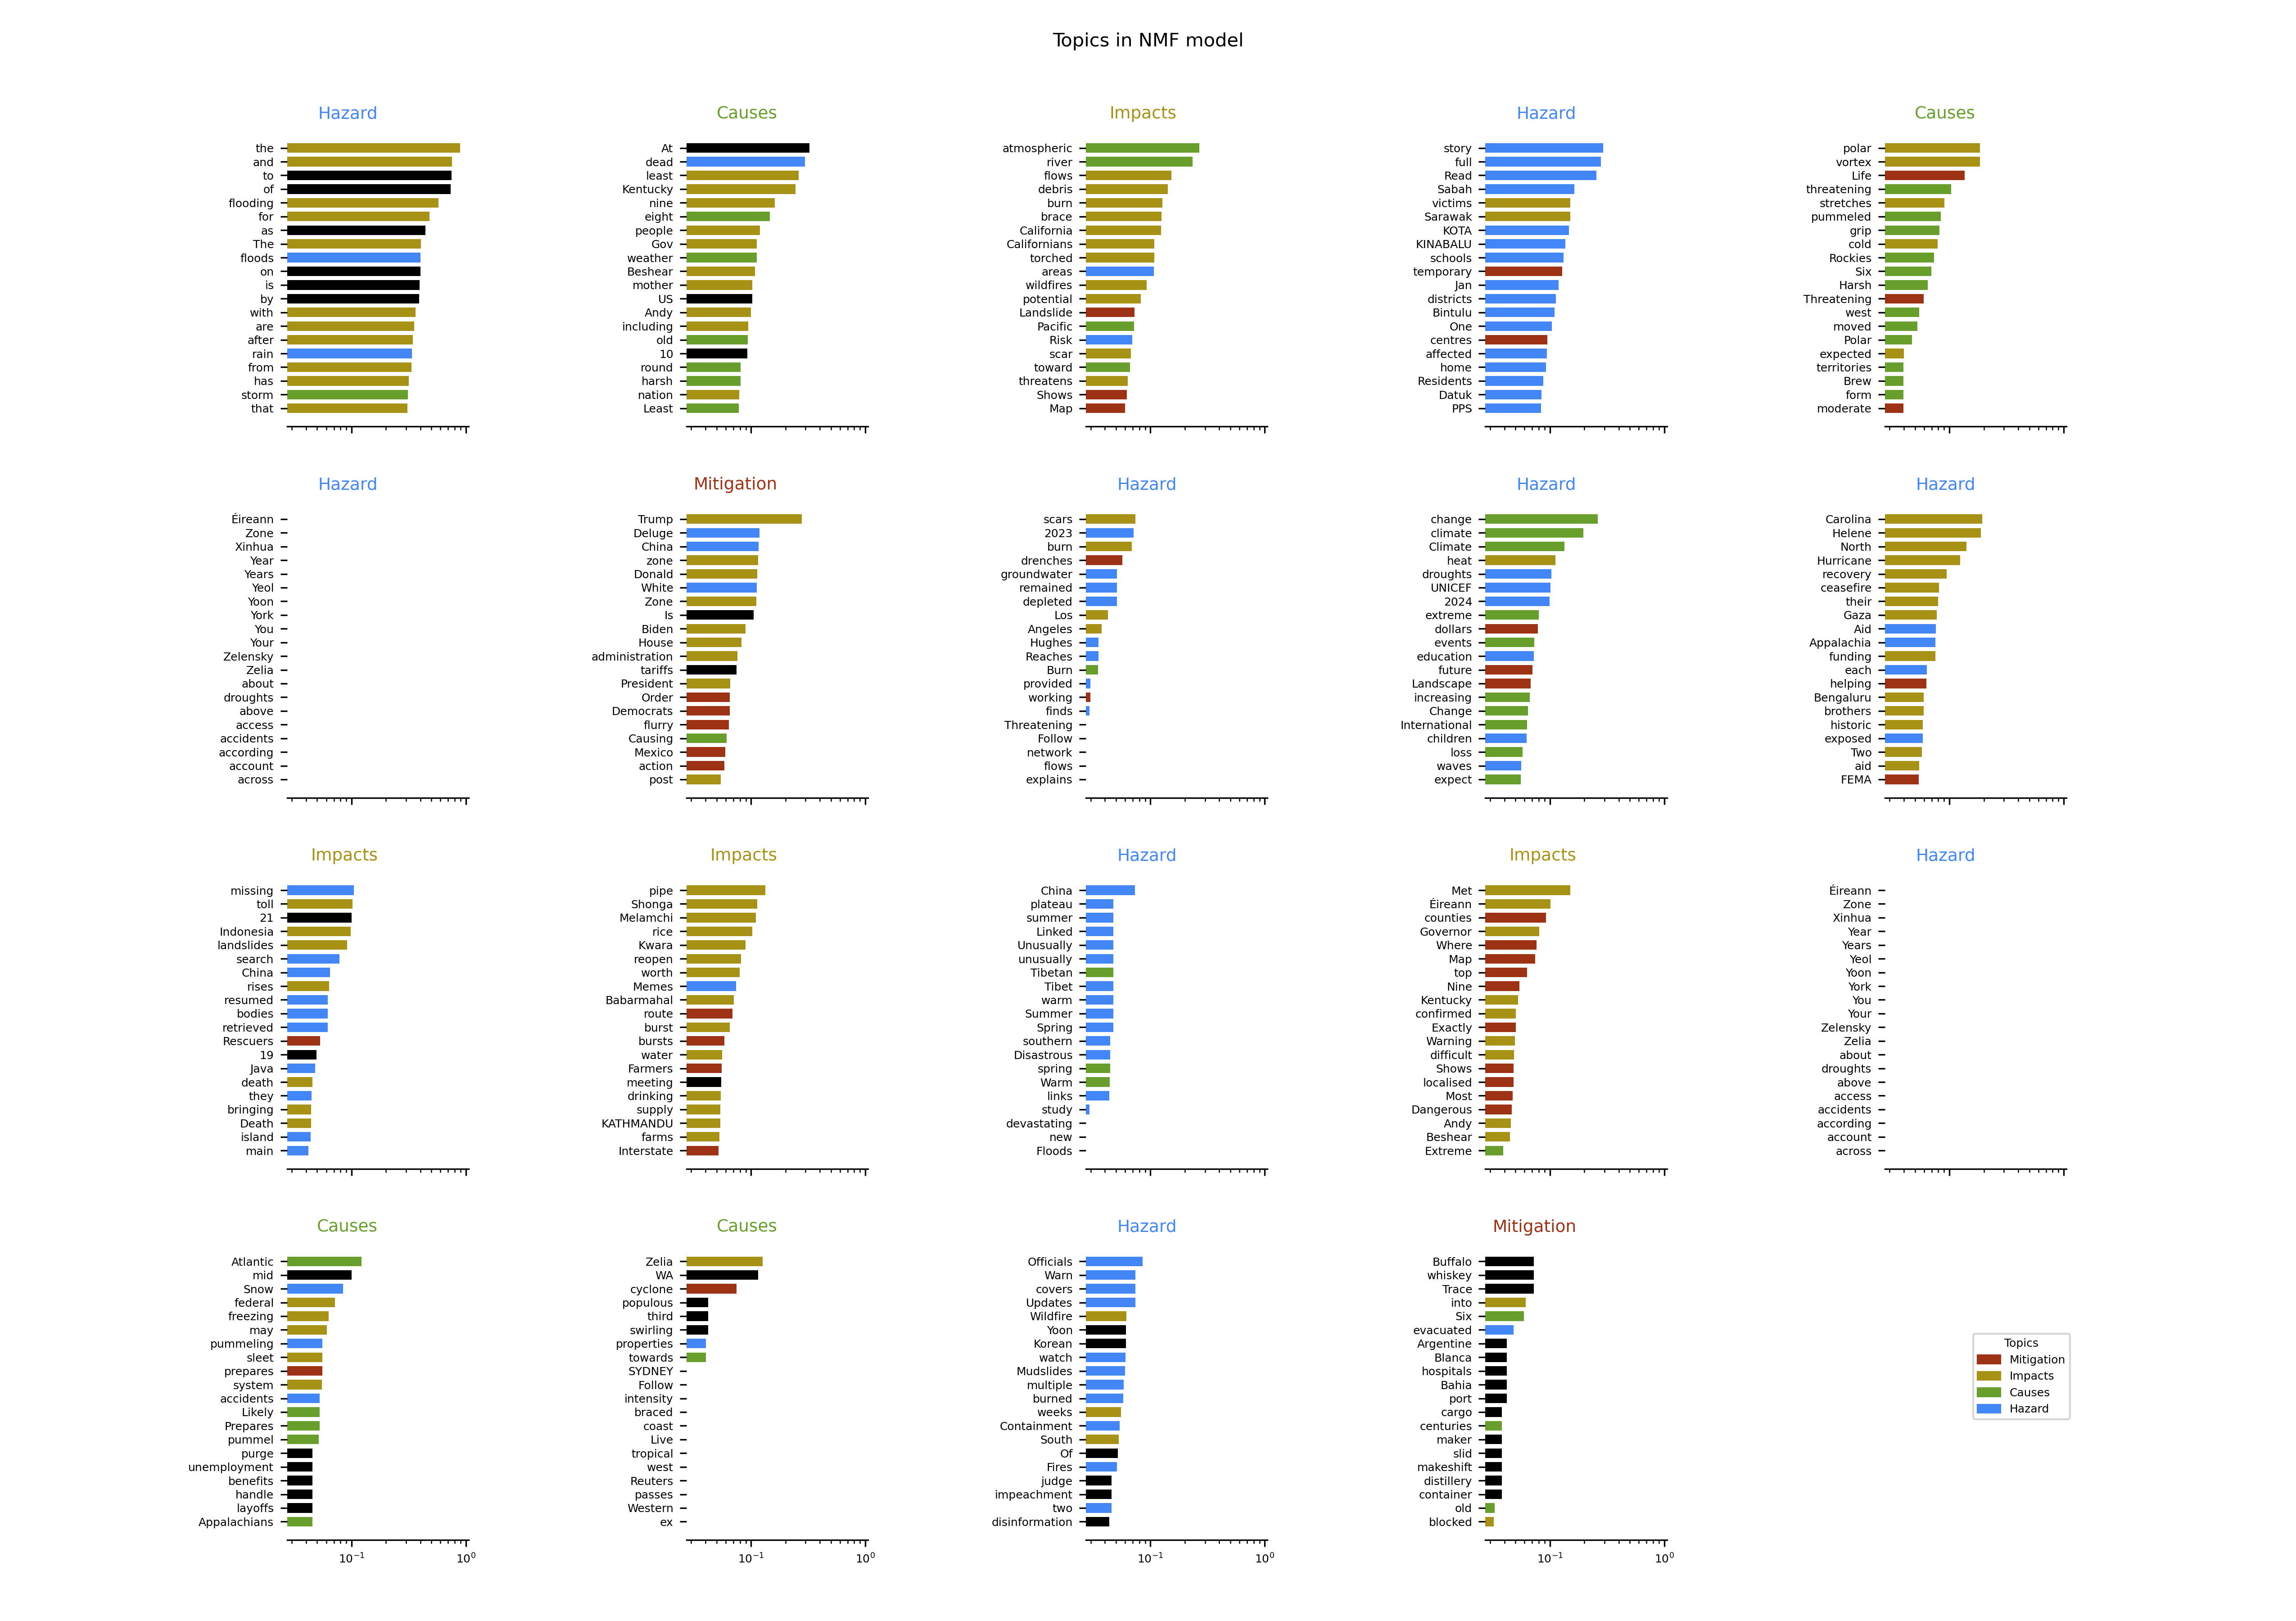 Topics in NMF model
Hazard
the
and
to
of
flooding
for
as
The
floods
on
is
by
with
are
after
rain
from
has
storm
that
Causes
At
dead
least
Kentucky
nine
eight
people
Gov
weather
Beshear
mother
US
Andy
including
old
10
round
harsh
nation
Least
Impacts
atmospheric
river
flows
debris
burn
brace
California
Californians
torched
areas
wildfires
potential
Landslide
Pacific
Risk
scar
toward
threatens
Shows
Map
Hazard
story
full
Read
Sabah
victims
Sarawak
KOTA
KINABALU
schools
temporary
Jan
districts
Bintulu
One
centres
affected
home
Residents
Datuk
PPS
Causes
polar
vortex
Life
threatening
stretches
pummeled
grip
cold
Rockies
Six
Harsh
Threatening
west
moved
Polar
expected
territories
Brew
form
moderate
Hazard
Éireann
Zone
Xinhua
Year
Years
Yeol
Yoon
York
You
Your
Zelensky
Zelia
about
droughts
above
access
accidents
according
account
across
Mitigation
Trump
Deluge
China
zone
Donald
White
Zone
Is
Biden
House
administration
tariffs
President
Order
Democrats
flurry
Causing
Mexico
action
post
Hazard
scars
2023
burn
drenches
groundwater
remained
depleted
Los
Angeles
Hughes
Reaches
Burn
provided
working
finds
Threatening
Follow
network
flows
explains
Hazard
change
climate
Climate
heat
droughts
UNICEF
2024
extreme
dollars
events
education
future
Landscape
increasing
Change
International
children
loss
waves
expect
Hazard
Carolina
Helene
North
Hurricane
recovery
ceasefire
their
Gaza
Aid
Appalachia
funding
each
helping
Bengaluru
brothers
historic
exposed
Two
aid
FEMA
Impacts
missing
toll
21
Indonesia
landslides
search
China
rises
resumed
bodies
retrieved
Rescuers
19
Java
death
they
bringing
Death
island
main
Impacts
pipe
Shonga
Melamchi
rice
Kwara
reopen
worth
Memes
Babarmahal
route
burst
bursts
water
Farmers
meeting
drinking
supply
KATHMANDU
farms
Interstate
Hazard
China
plateau
summer
Linked
Unusually
unusually
Tibetan
Tibet
warm
Summer
Spring
southern
Disastrous
spring
Warm
links
study
devastating
new
Floods
Impacts
Met
Éireann
counties
Governor
Where
Map
top
Nine
Kentucky
confirmed
Exactly
Warning
difficult
Shows
localised
Most
Dangerous
Andy
Beshear
Extreme
Hazard
Éireann
Zone
Xinhua
Year
Years
Yeol
Yoon
York
You
Your
Zelensky
Zelia
about
droughts
above
access
accidents
according
account
across
Causes
Atlantic
mid
Snow
federal
freezing
may
pummeling
sleet
prepares
system
accidents
Likely
Prepares
pummel
purge
unemployment
benefits
handle
layoffs
Appalachians
10⁻¹ 10⁰
Causes
Zelia
WA
cyclone
populous
third
swirling
properties
towards
SYDNEY
Follow
intensity
braced
coast
Live
tropical
west
Reuters
passes
Western
ex
10⁻¹ 10⁰
Hazard
Officials
Warn
covers
Updates
Wildfire
Yoon
Korean
watch
Mudslides
multiple
burned
weeks
Containment
South
Of
Fires
judge
impeachment
two
disinformation
10⁻¹ 10⁰
Mitigation
Buffalo
whiskey
Trace
into
Six
evacuated
Argentine
Blanca
hospitals
Bahia
port
cargo
centuries
maker
slid
makeshift
distillery
container
old
blocked
10⁻¹ 10⁰
Topics
Mitigation
Impacts
Causes
Hazard